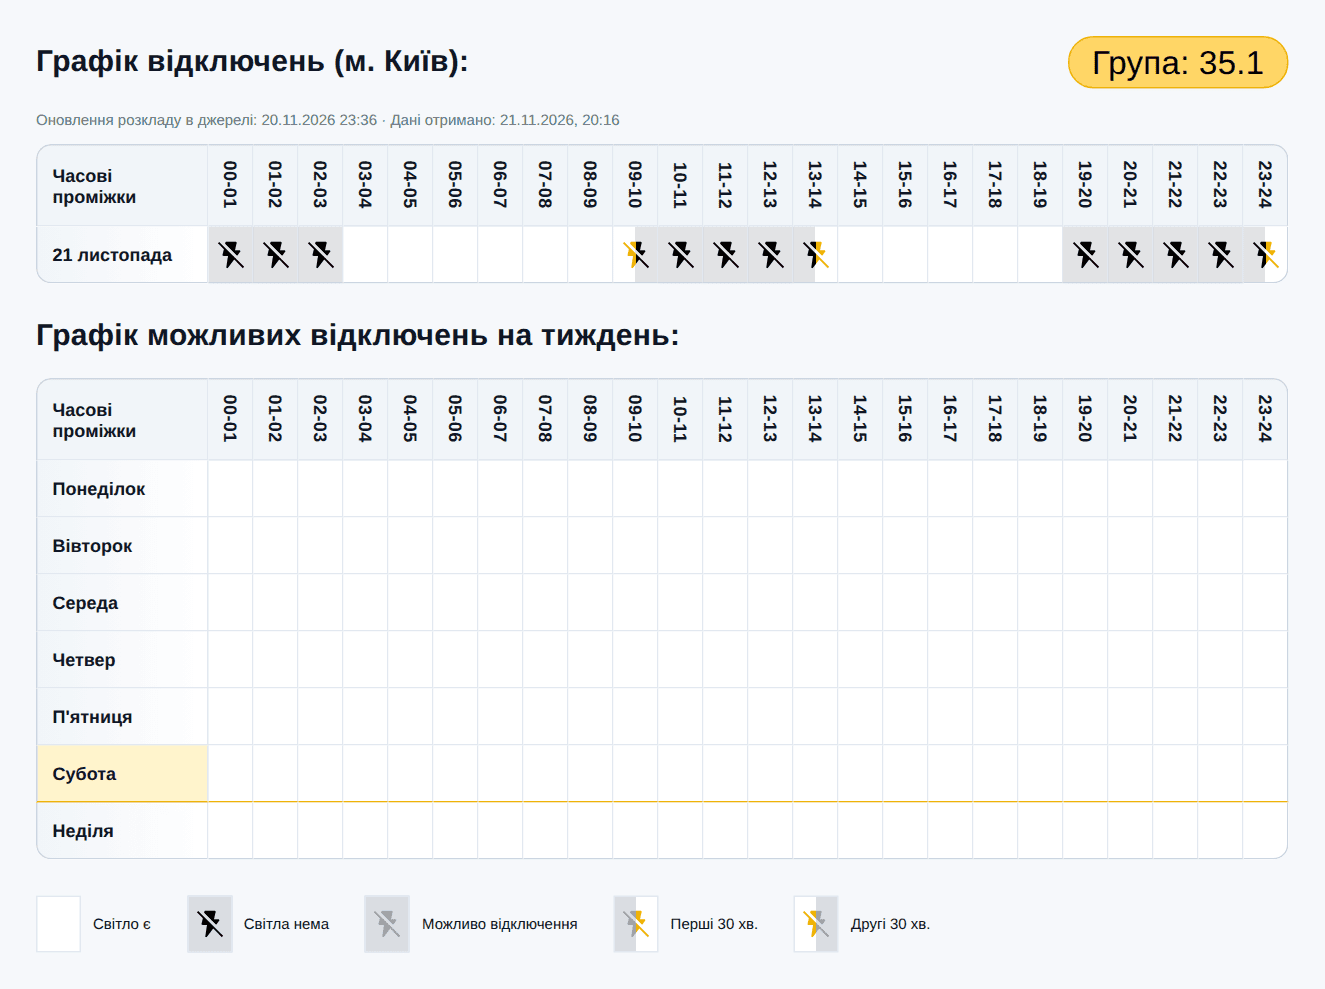 Графік відключень (м. Київ):
Група: 35.1
Оновлення розкладу в джерелі: 20.11.2026 23:36 · Дані отримано: 21.11.2026, 20:16
Часові проміжки 00-01 01-02 02-03 03-04 04-05 05-06 06-07 07-08 08-09 09-10 10-11 11-12 12-13 13-14 14-15 15-16 16-17 17-18 18-19 19-20 20-21 21-22 22-23 23-24
21 листопада
Графік можливих відключень на тиждень:
Часові проміжки 00-01 01-02 02-03 03-04 04-05 05-06 06-07 07-08 08-09 09-10 10-11 11-12 12-13 13-14 14-15 15-16 16-17 17-18 18-19 19-20 20-21 21-22 22-23 23-24
Понеділок
Вівторок
Середа
Четвер
П'ятниця
Субота
Неділя
Світло є Світла нема Можливо відключення Перші 30 хв. Другі 30 хв.